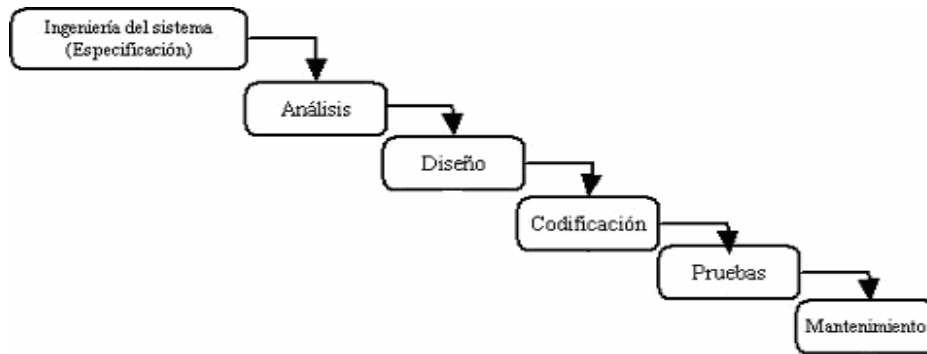 Ingeniería del sistema
(Especificación)
Análisis
Diseño
Codificación
Pruebas
Mantenimiento